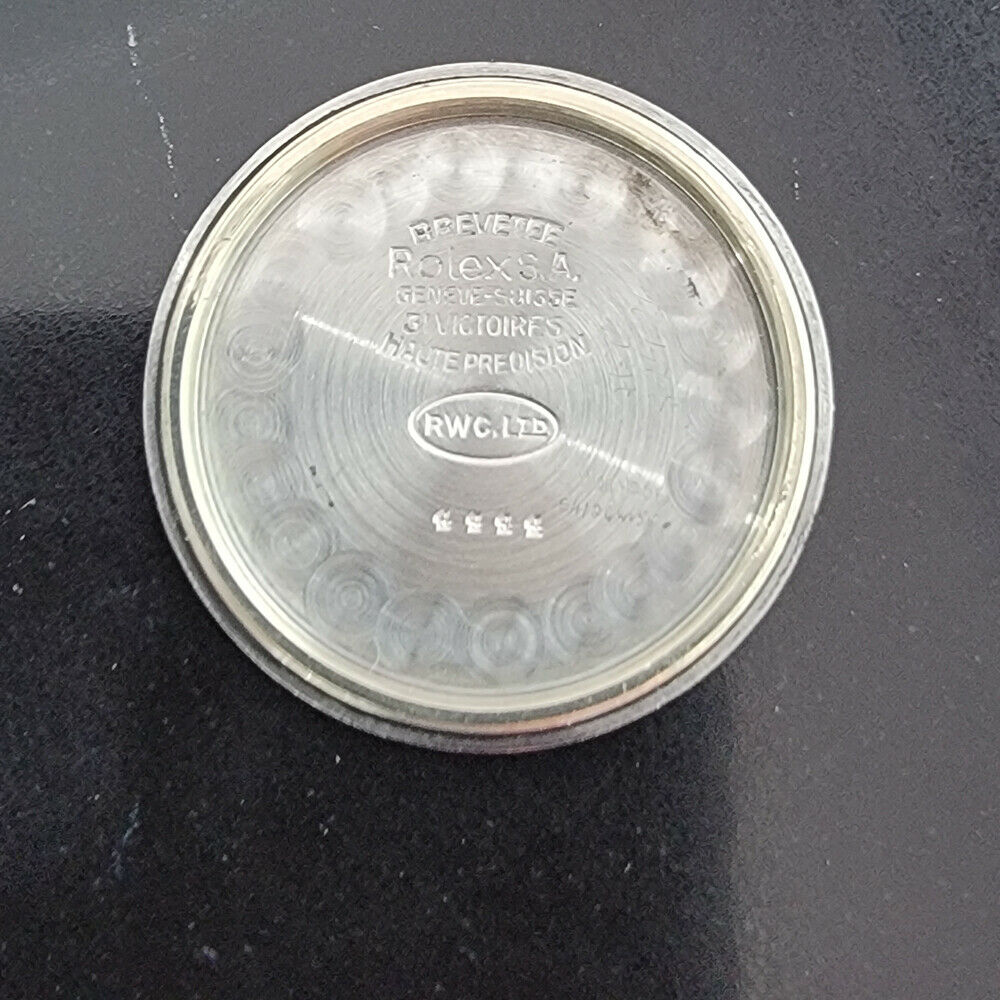 BREVETEE
Rolex S.A.
GENEVE-SUISSE
31 VICTOIRES
HAUTE PRECISION
RWC. LTD